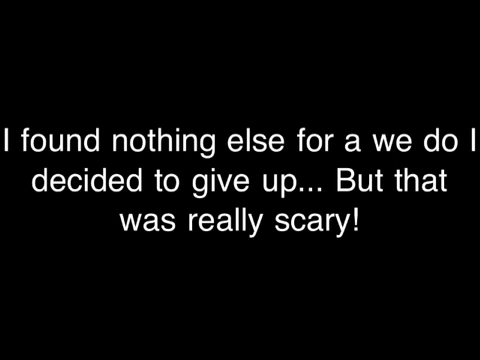 I found nothing else for a we do I
decided to give up... But that
was really scary!